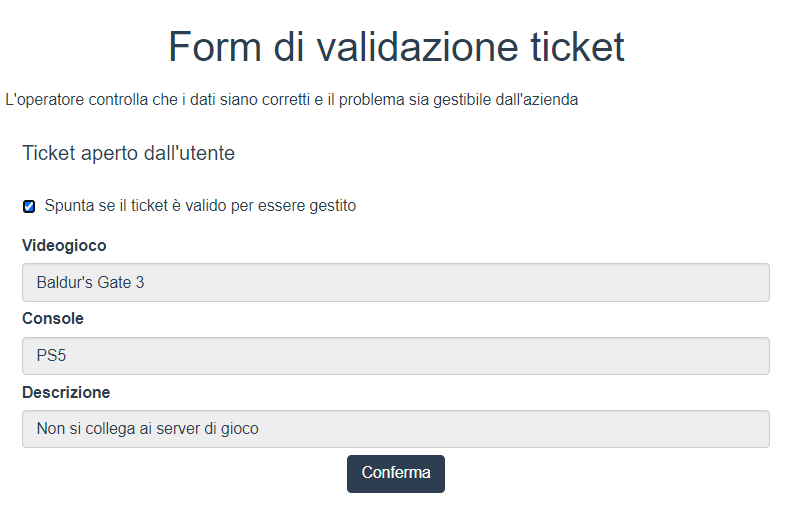 Form di validazione ticket
L'operatore controlla che i dati siano corretti e il problema sia gestibile dall'azienda
Ticket aperto dall'utente
Spunta se il ticket è valido per essere gestito
Videogioco
Baldur's Gate 3
Console
PS5
Descrizione
Non si collega ai server di gioco
Conferma